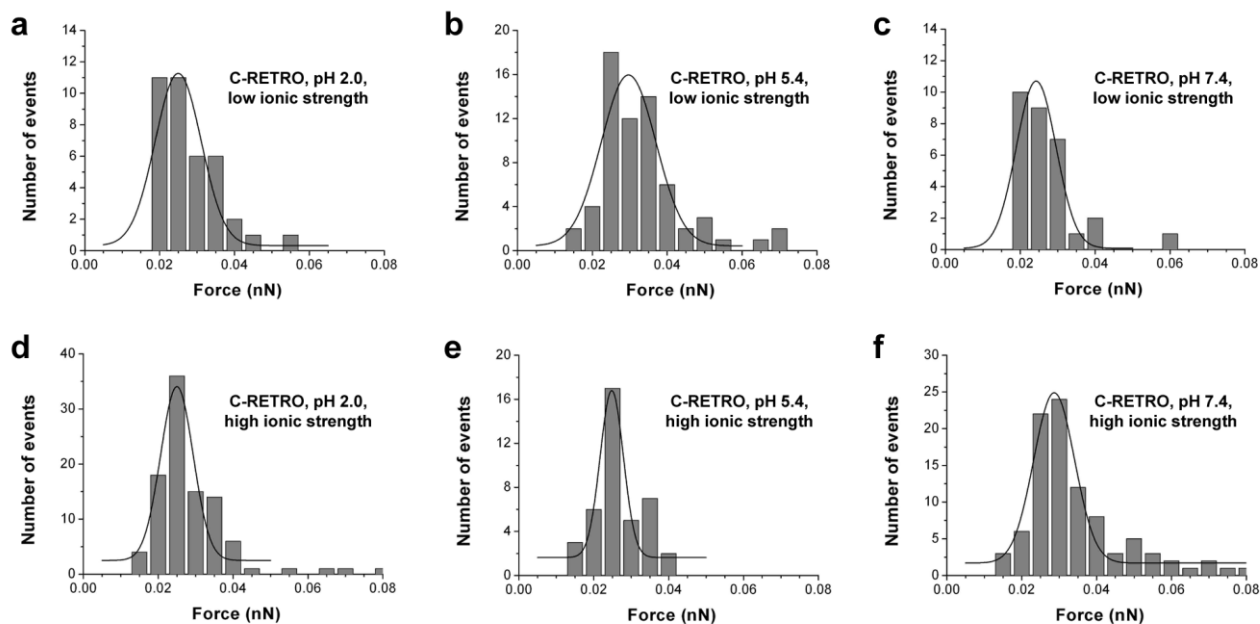 a
C-RETRO, pH 2.0,
low ionic strength
Number of events
14
12
10
8
6
4
2
0
0.00 0.02 0.04 0.06 0.08
Force (nN)
b
C-RETRO, pH 5.4,
low ionic strength
Number of events
20
16
12
8
4
0
0.00 0.02 0.04 0.06 0.08
Force (nN)
c
C-RETRO, pH 7.4,
low ionic strength
Number of events
14
12
10
8
6
4
2
0
0.00 0.02 0.04 0.06 0.08
Force (nN)
d
C-RETRO, pH 2.0,
high ionic strength
Number of events
40
30
20
10
0
0.00 0.02 0.04 0.06 0.08
Force (nN)
e
C-RETRO, pH 5.4,
high ionic strength
Number of events
20
16
12
8
4
0
0.00 0.02 0.04 0.06 0.08
Force (nN)
f
C-RETRO, pH 7.4,
high ionic strength
Number of events
30
25
20
15
10
5
0
0.00 0.02 0.04 0.06 0.08
Force (nN)